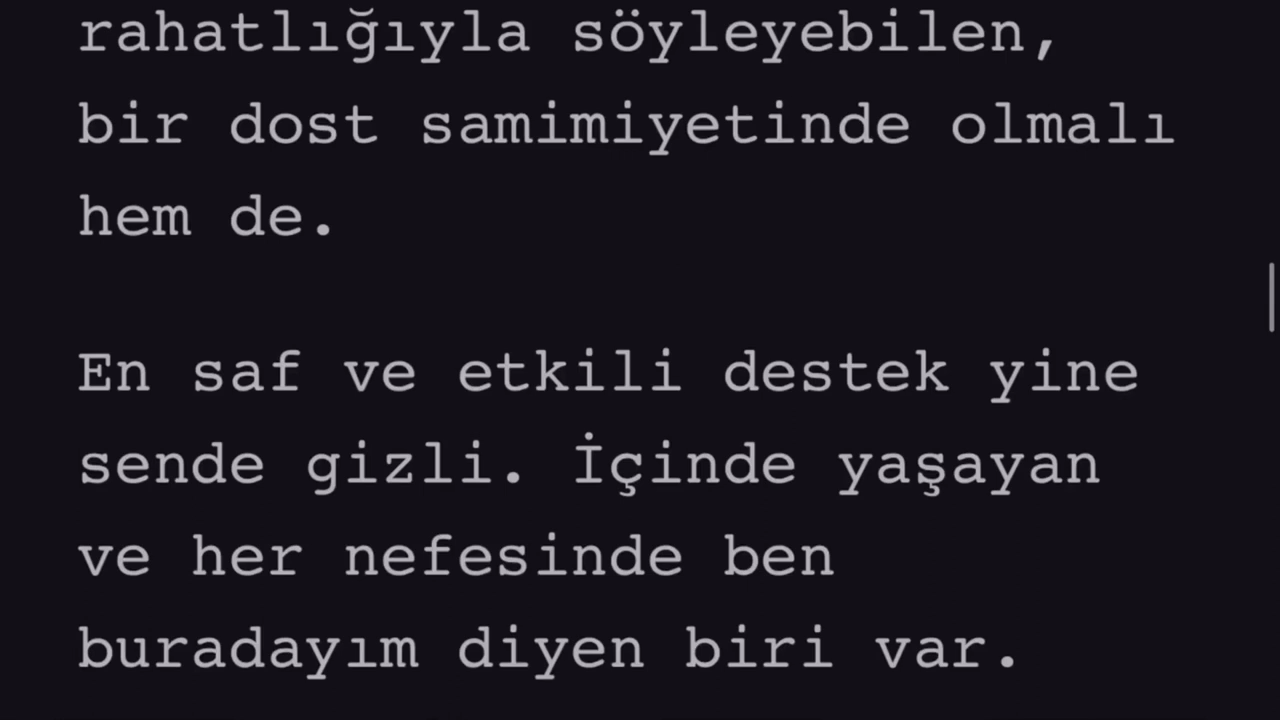 rahatlığıyla söyleyebilen,
bir dost samimiyetinde olmalı
hem de.
En saf ve etkili destek yine
sende gizli. İçinde yaşayan
ve her nefesinde ben
buradayım diyen biri var.